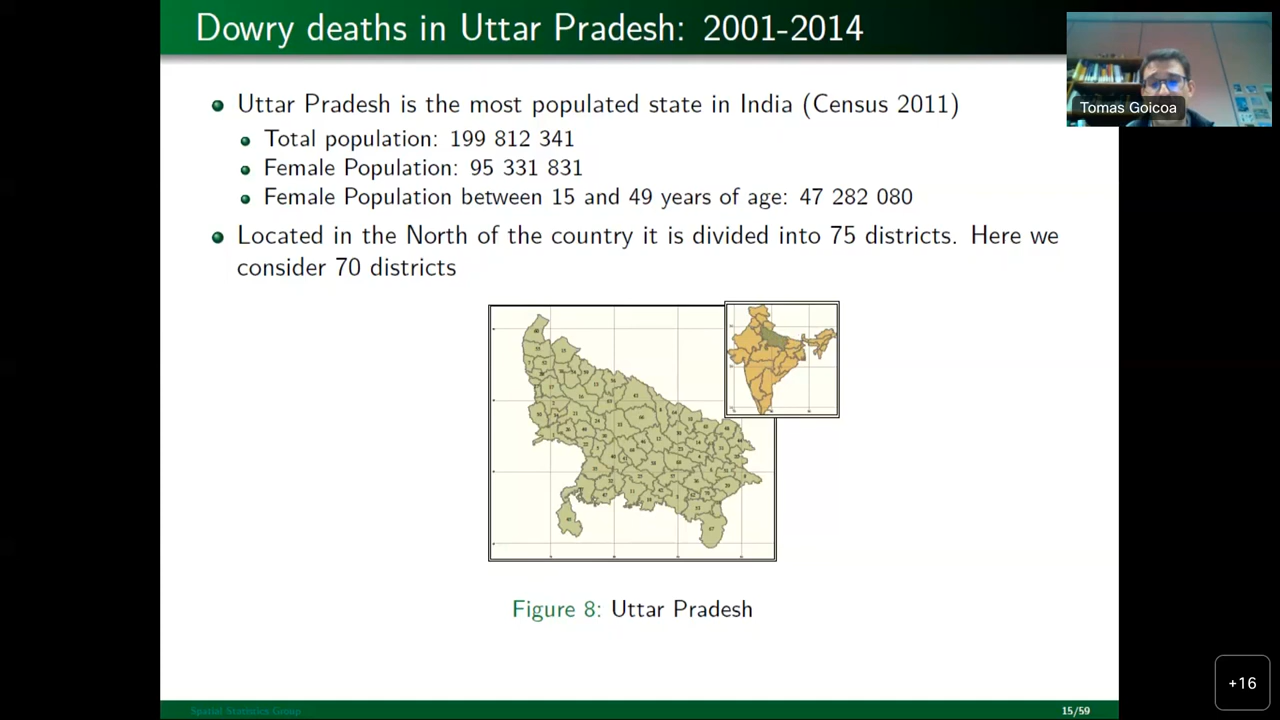 Dowry deaths in Uttar Pradesh: 2001-2014
Tomas Goicoa
Uttar Pradesh is the most populated state in India (Census 2011)
Total population: 199 812 341
Female Population: 95 331 831
Female Population between 15 and 49 years of age: 47 282 080
Located in the North of the country it is divided into 75 districts. Here we
consider 70 districts
Figure 8: Uttar Pradesh
+16
Spatial Statistics Group
15/59